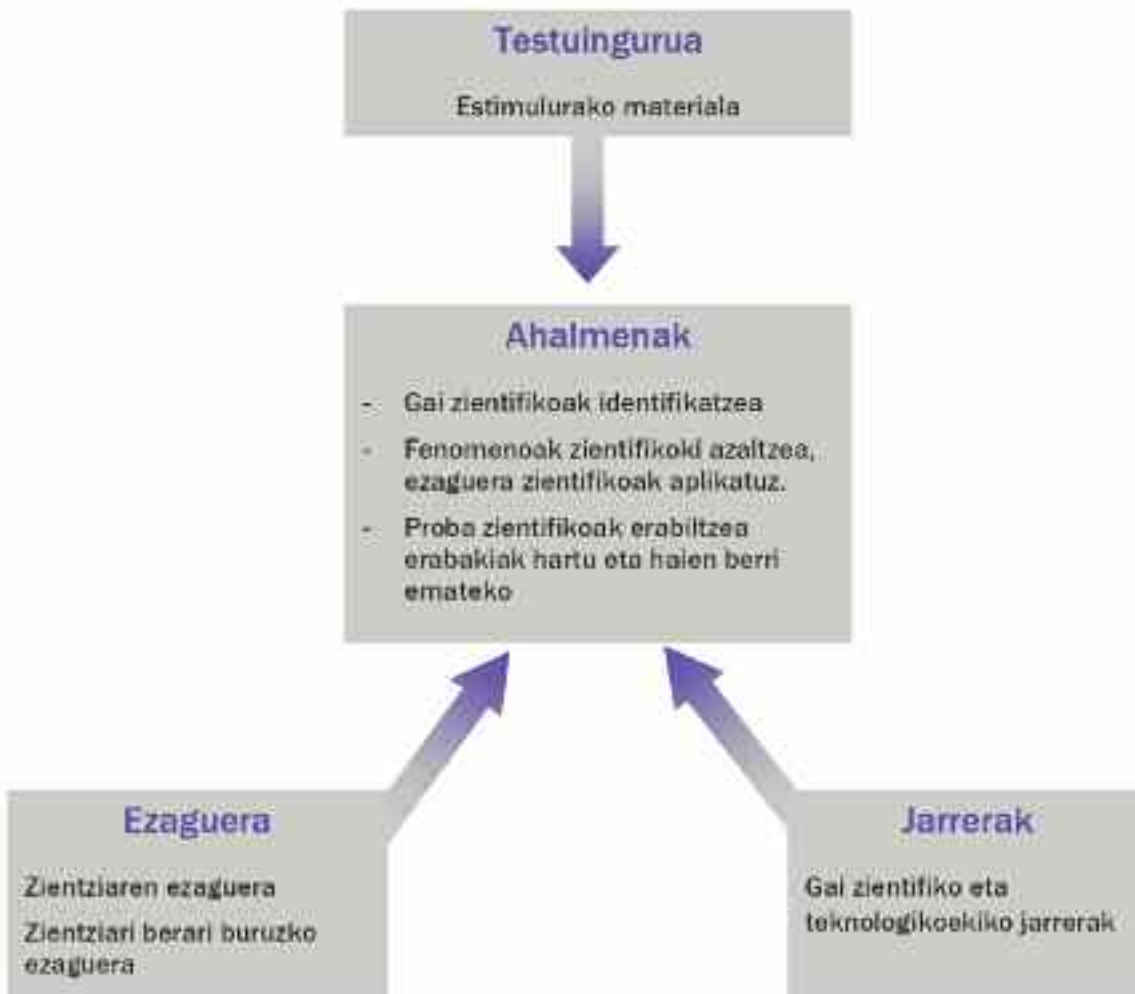 Testuingurua
Estimulurako materiala
Ahalmenak
- Gai zientifikoak identifikatzea
- Fenomenoak zientifikoki azaltzea,
ezaguera zientifikoak aplikatuz.
- Proba zientifikoak erabiltzea
erabakiak hartu eta haien berri
emateko
Ezaguera
Zientziaren ezaguera
Zientziari berari buruzko
ezaguera
Jarrerak
Gai zientifiko eta
teknologikoekiko jarrerak